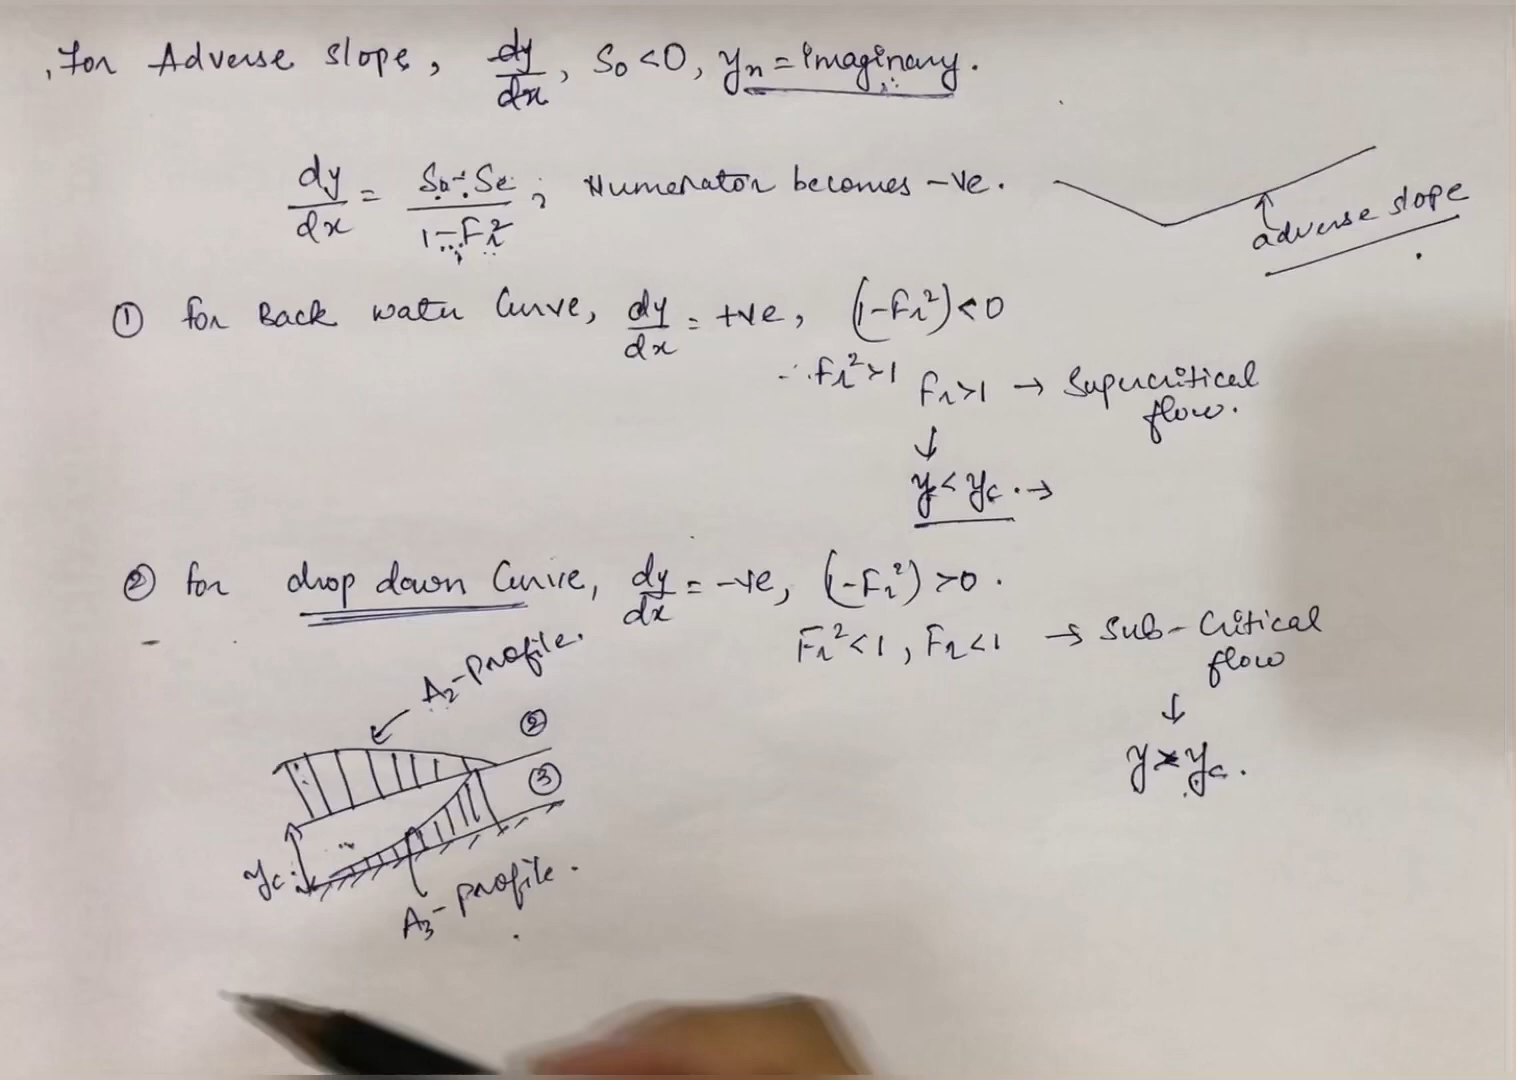 For Adverse slope, dy/dx, So<0, yn = imaginary.
dy/dx = So-Se/1-Fr² ; Numerator becomes -ve.
adverse slope
① for Back water Curve, dy/dx = +ve, (1-Fr²)<0
∴ Fr²>1 Fr>1 → Supercritical flow.
↓
y< yc. →
② for drop down Curve, dy/dx = -ve, (1-Fr²) >0.
Fr²<1, Fr<1 → Sub-Critical flow
↓
y > yc.
A2-profile.
②
③
yc
A3-profile.